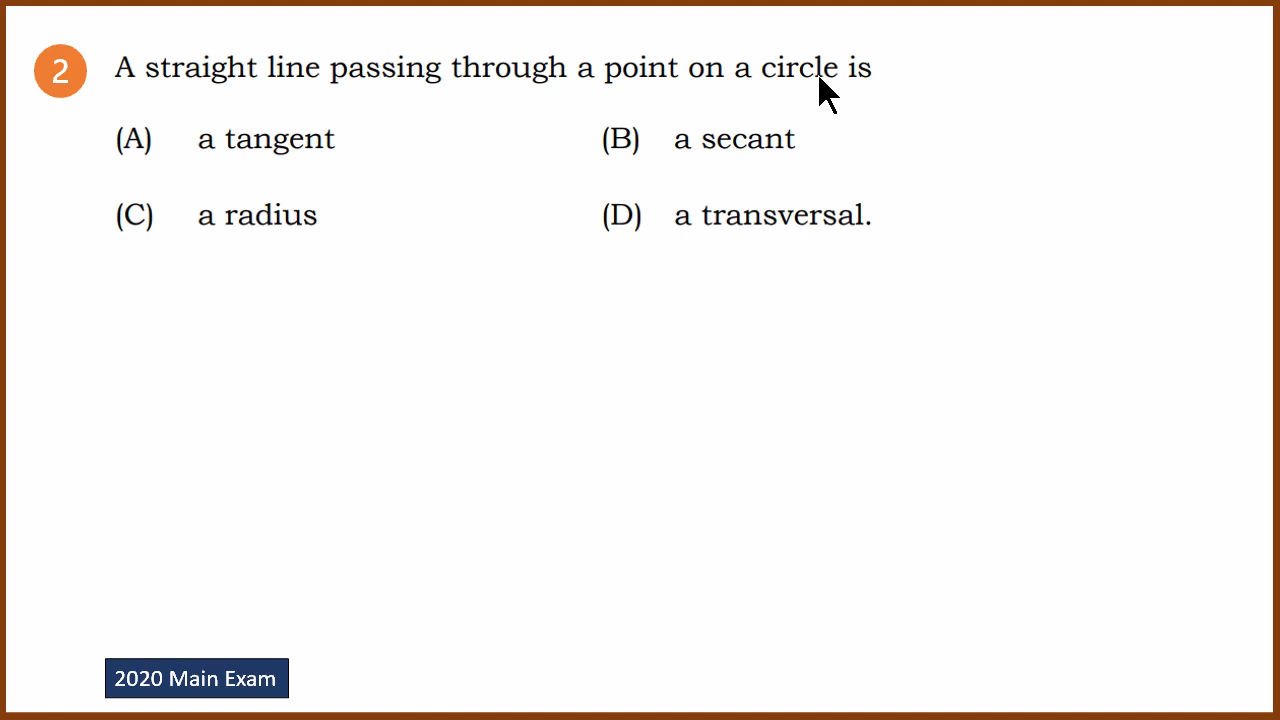 2 A straight line passing through a point on a circle is
(A) a tangent (B) a secant
(C) a radius (D) a transversal.
2020 Main Exam